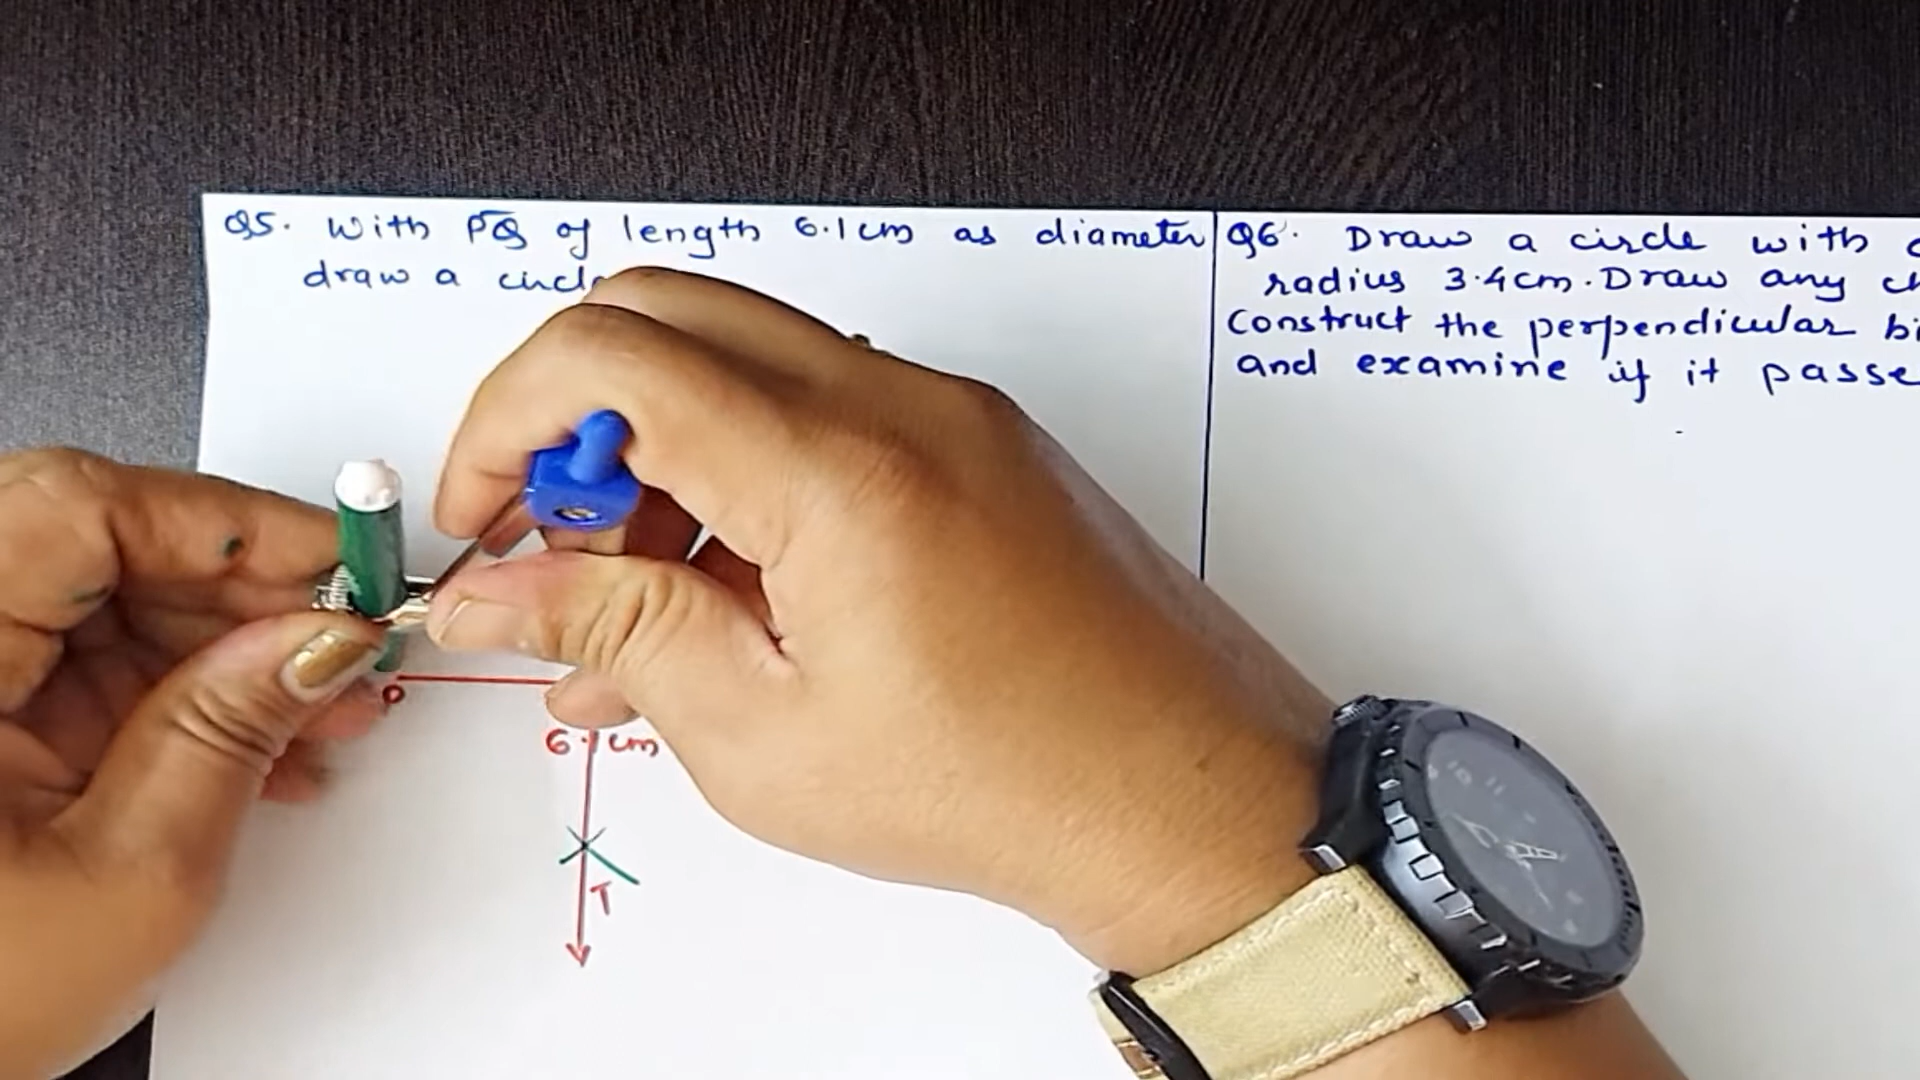 Q5. With PQ of length 6.1cm as diameter
draw a circle
Q6. Draw a circle with
radius 3.4cm. Draw any
Construct the perpendicular
and examine if it passe
6.1cm
T